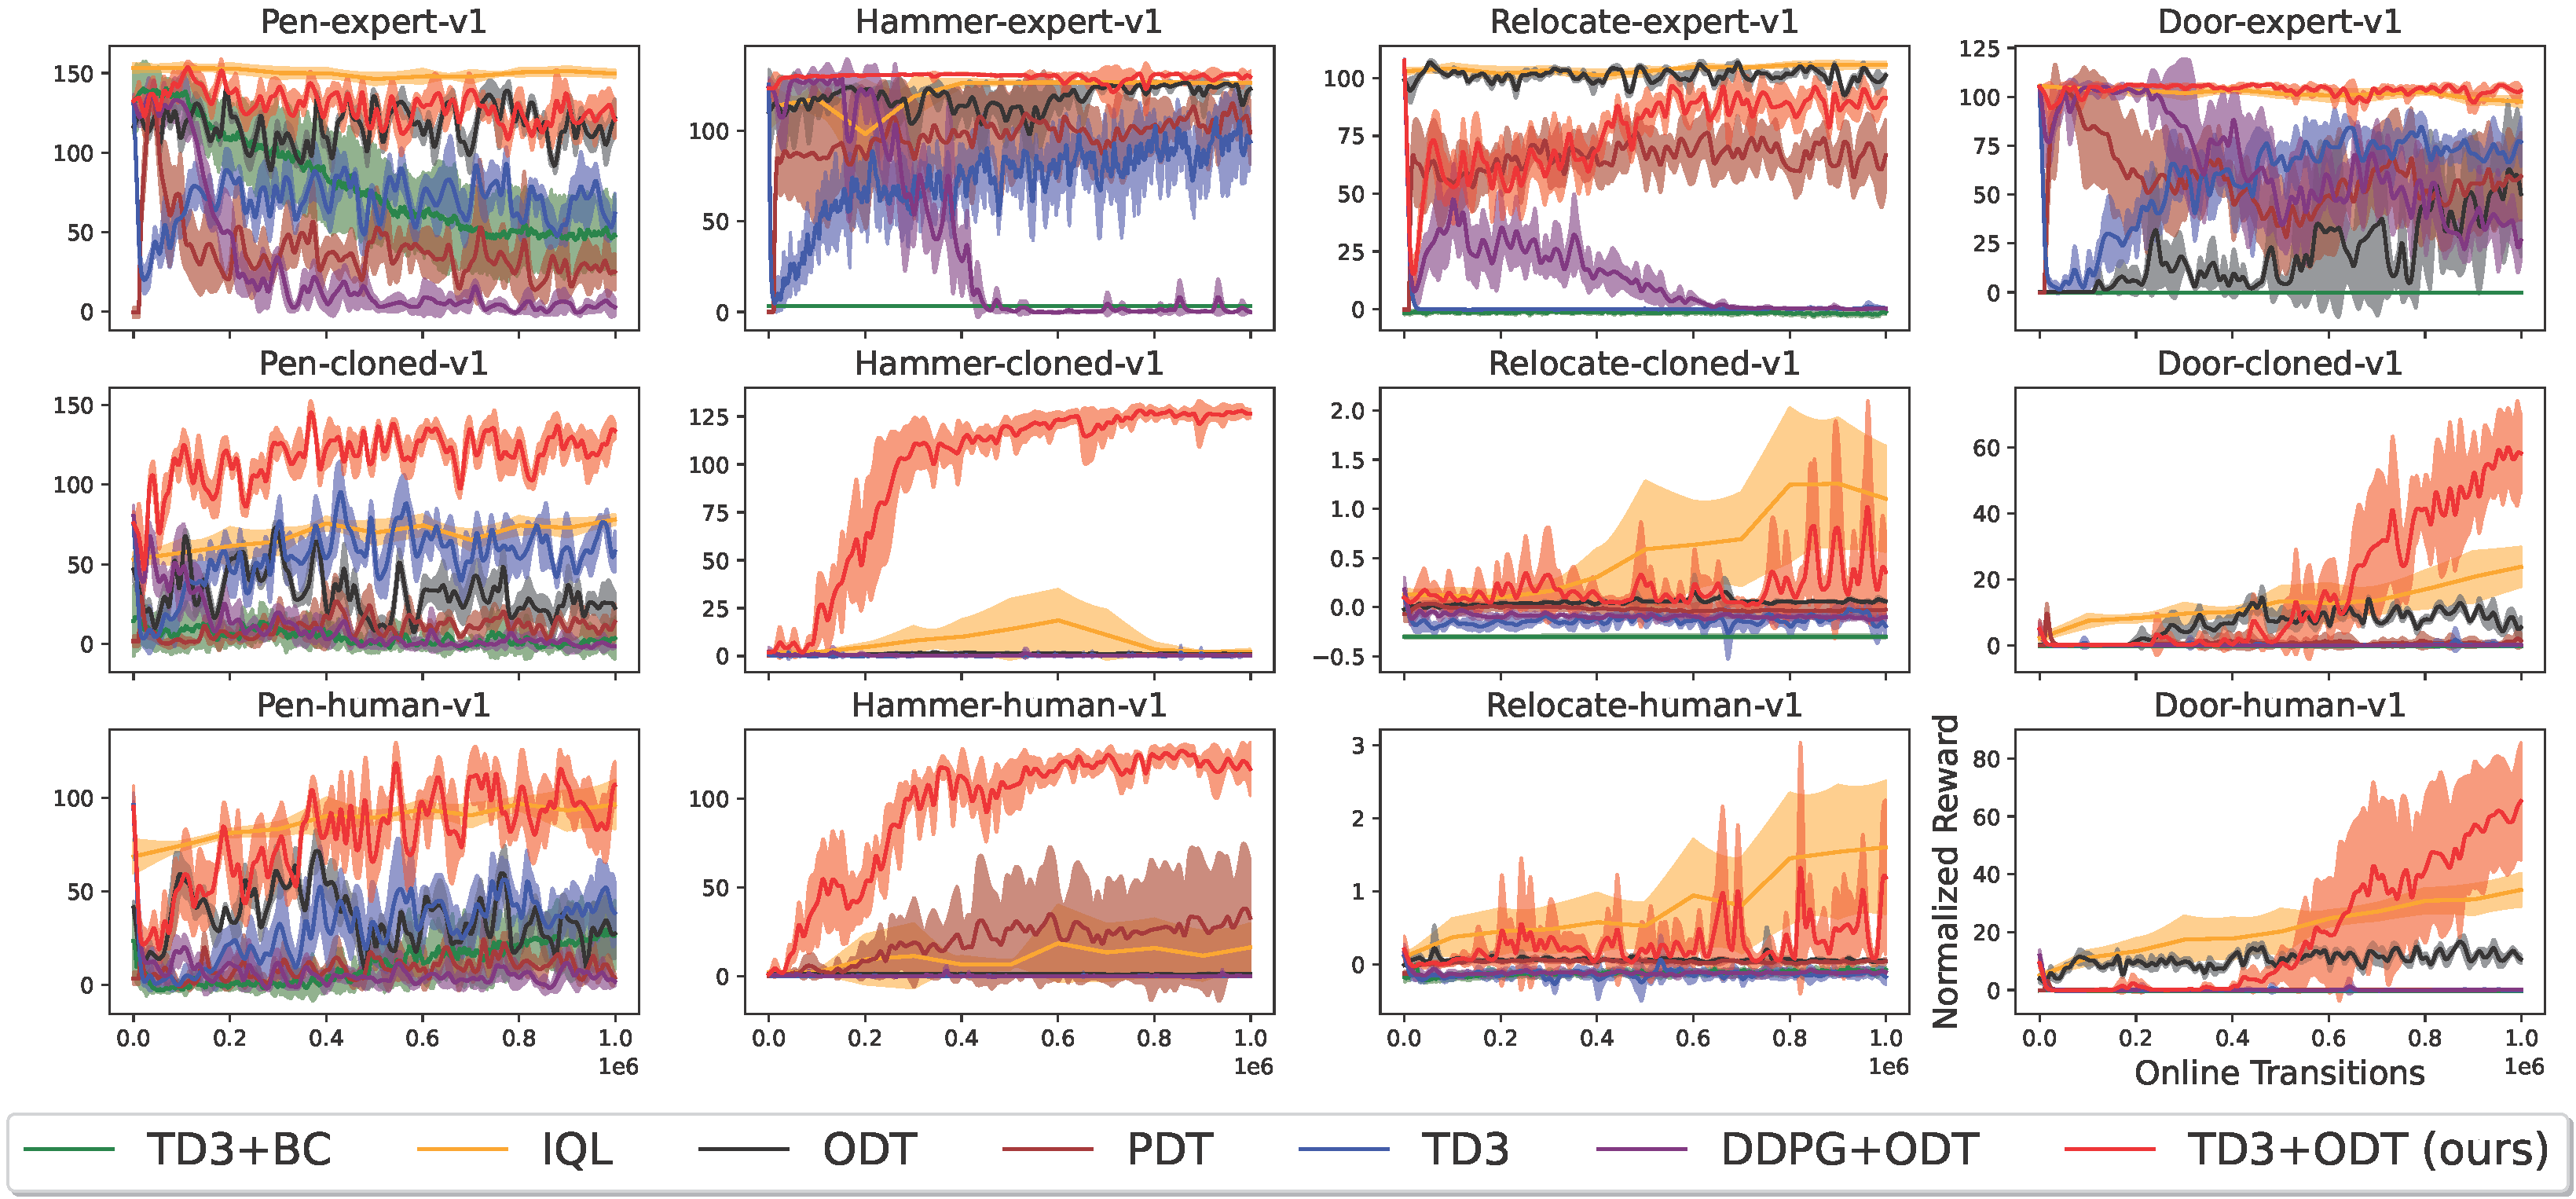 Pen-expert-v1 Hammer-expert-v1 Relocate-expert-v1 Door-expert-v1
150 100 50 0
100 50 0
100 75 50 25 0
125 100 75 50 25 0
Pen-cloned-v1 Hammer-cloned-v1 Relocate-cloned-v1 Door-cloned-v1
150 100 50 0
125 100 75 50 25 0
2.0 1.5 1.0 0.5 0.0 −0.5
60 40 20 0
Pen-human-v1 Hammer-human-v1 Relocate-human-v1 Door-human-v1
100 50 0
100 50 0
3 2 1 0
Normalized Reward
80 60 40 20 0
0.0 0.2 0.4 0.6 0.8 1.0
1e6
0.0 0.2 0.4 0.6 0.8 1.0
1e6
0.0 0.2 0.4 0.6 0.8 1.0
1e6
0.0 0.2 0.4 0.6 0.8 1.0
1e6
Online Transitions
TD3+BC IQL ODT PDT TD3 DDPG+ODT TD3+ODT (ours)